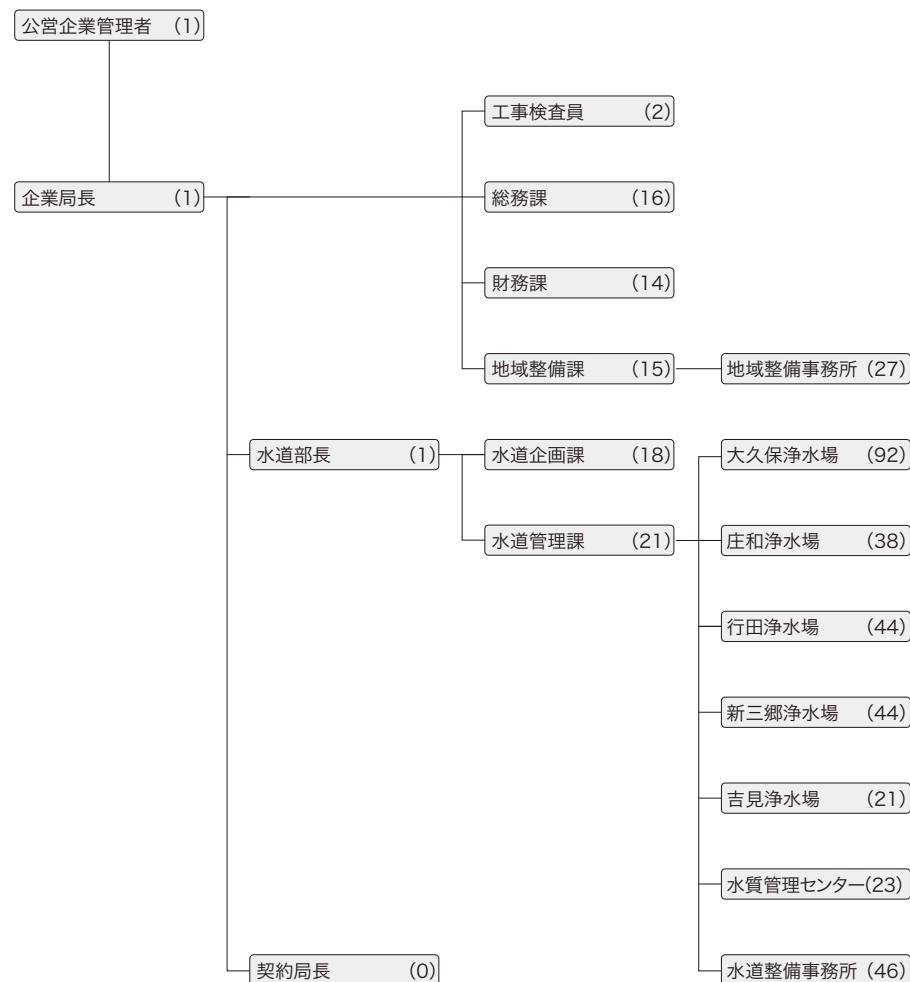 公営企業管理者 (1)
工事検査員 (2)
企業局長 (1)
総務課 (16)
財務課 (14)
地域整備課 (15)
地域整備事務所 (27)
水道部長 (1)
水道企画課 (18)
大久保浄水場 (92)
水道管理課 (21)
庄和浄水場 (38)
行田浄水場 (44)
新三郷浄水場 (44)
吉見浄水場 (21)
水質管理センター(23)
契約局長 (0)
水道整備事務所 (46)